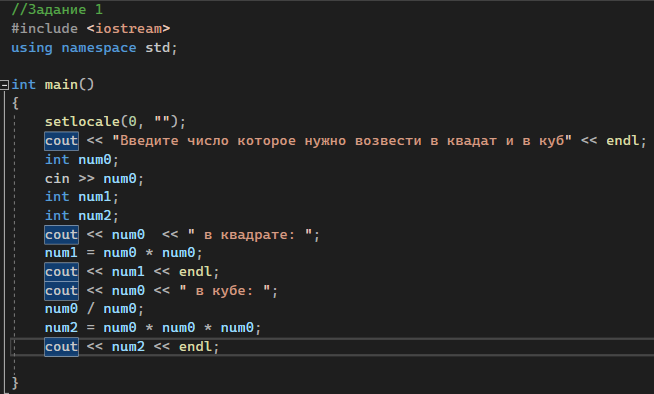 //Задание 1
#include <iostream>
using namespace std;
int main()
{
setlocale(0, "");
cout << "Введите число которое нужно возвести в квадат и в куб" << endl;
int num0;
cin >> num0;
int num1;
int num2;
cout << num0  << " в квадрате: ";
num1 = num0 * num0;
cout << num1 << endl;
cout << num0 << " в кубе: ";
num0 / num0;
num2 = num0 * num0 * num0;
cout << num2 << endl;
}